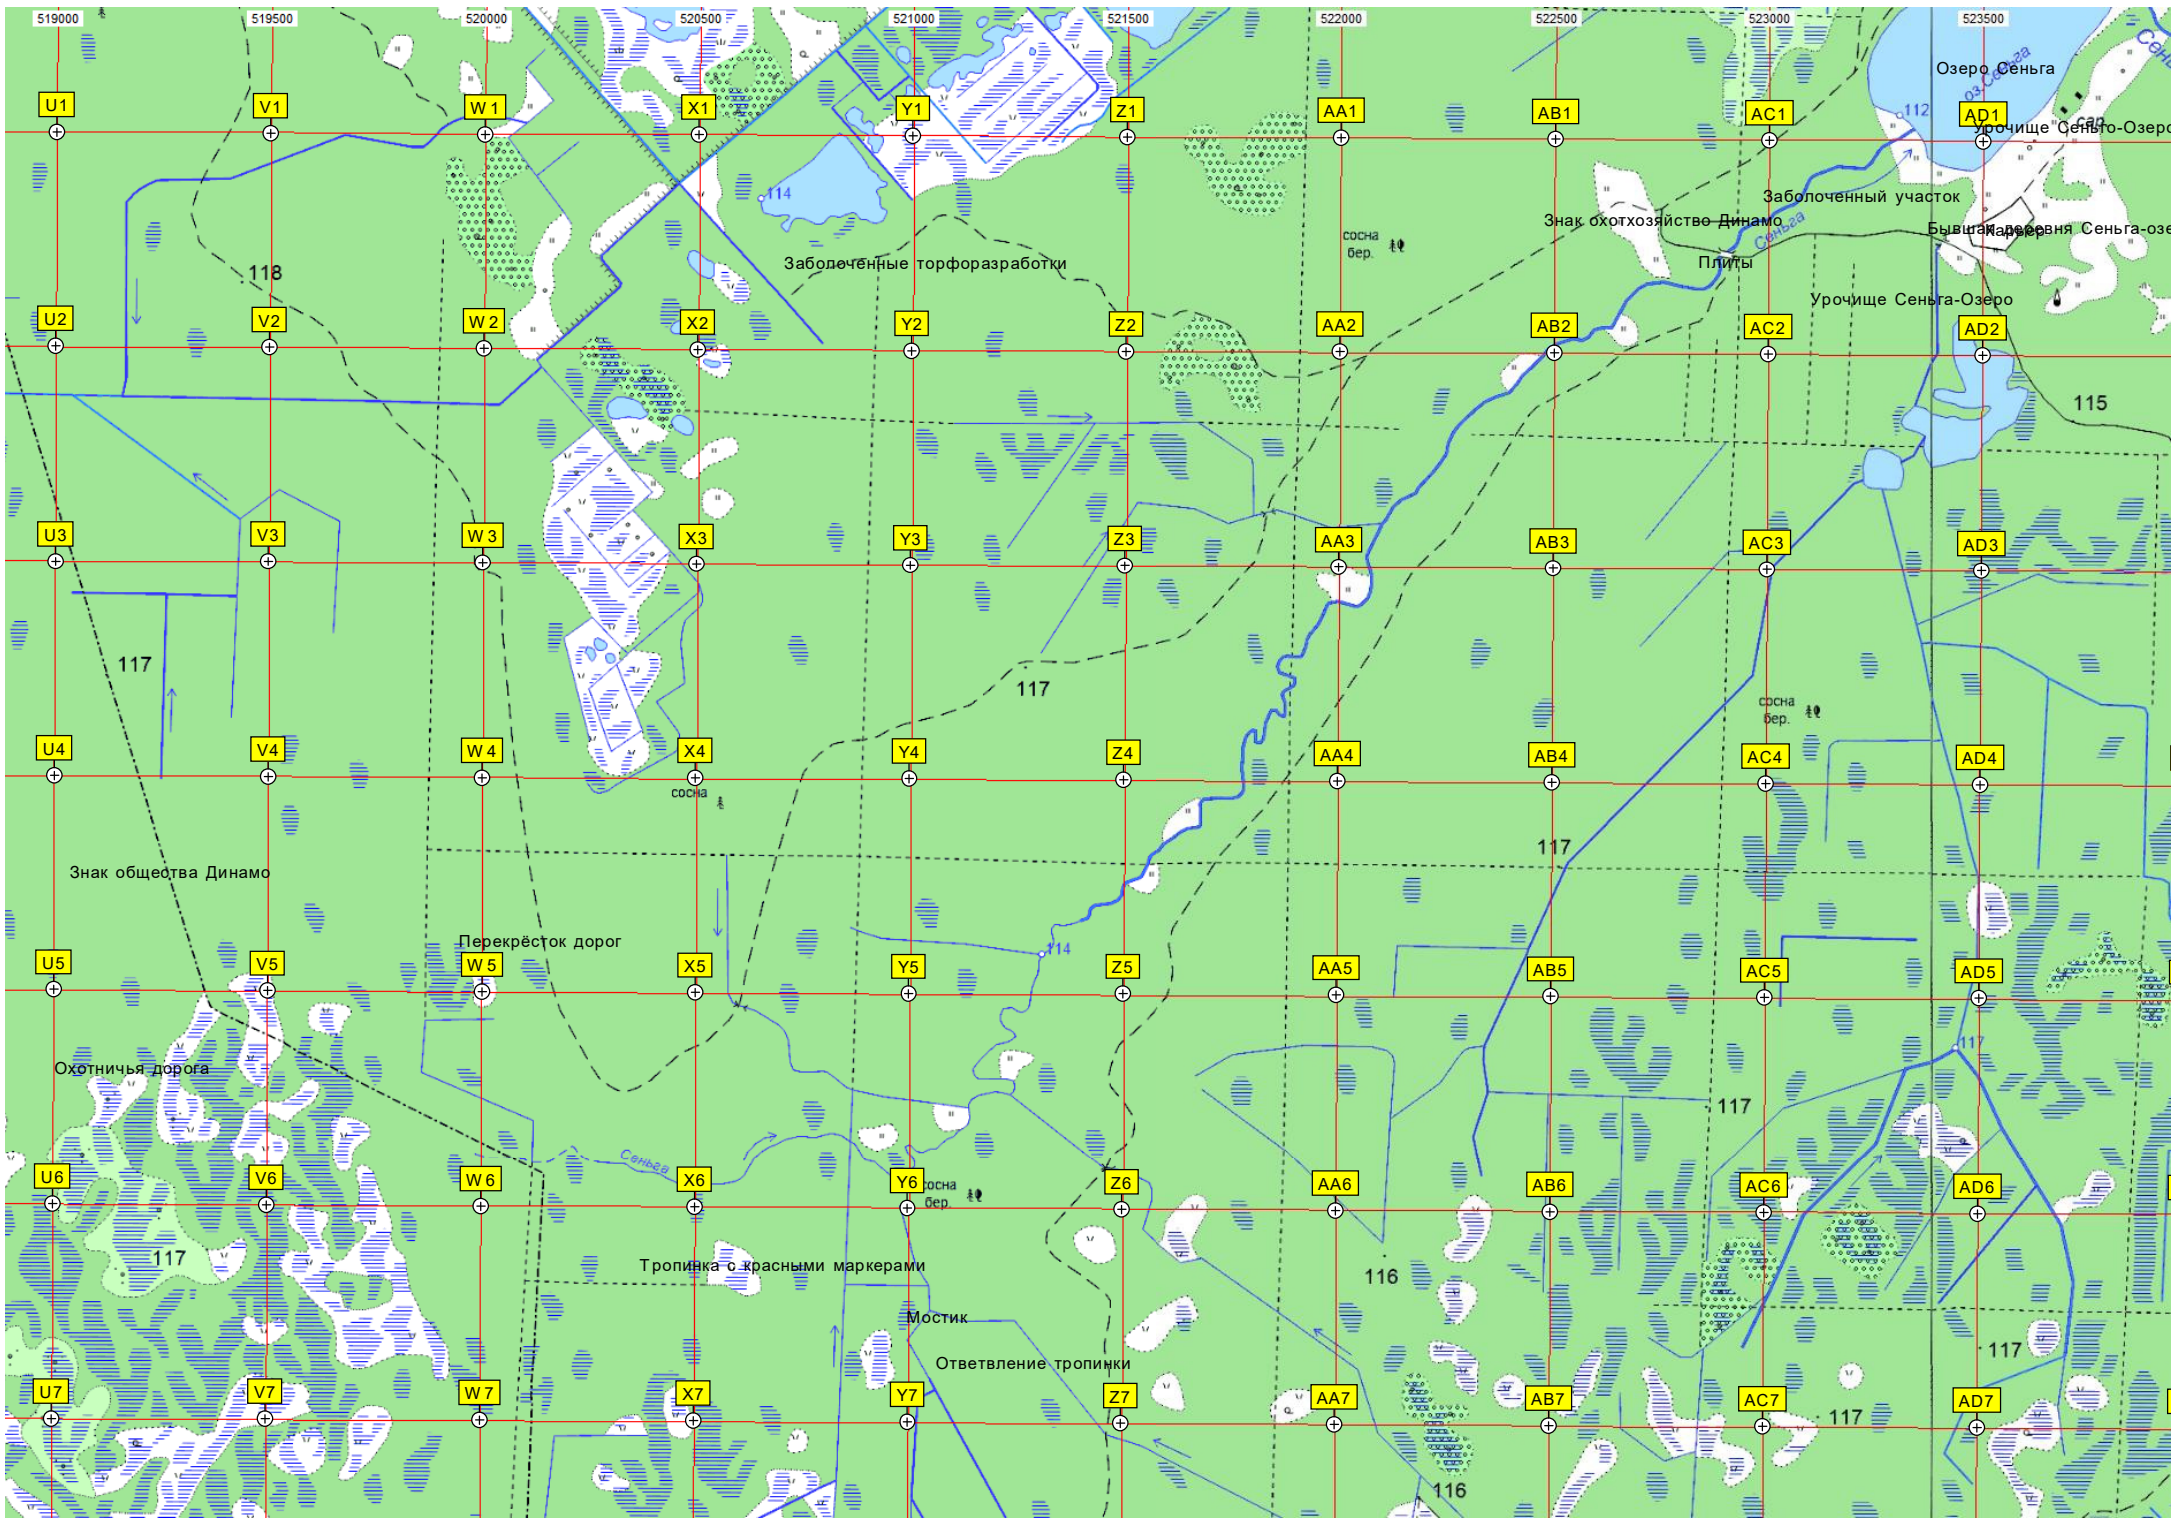 519000 519500 520000 520500 521000 521500 522000 522500 523000 523500
Озеро Сеньга
оз. Сеньга
112
U1 V1 W1 X1 Y1 Z1 AA1 AB1 AC1 AD1
сар.
114
Заболоченный участок
Знак охотхозяйство Динамо
Сеньга
Карьер
сосна
бер.
Заболоченные торфоразработки
Плиты
118
Урочище Сеньга-Озеро
U2 V2 W2 X2 Y2 Z2 AA2 AB2 AC2 AD2
115
U3 V3 W3 X3 Y3 Z3 AA3 AB3 AC3 AD3
117
117
сосна
бер.
U4 V4 W4 X4 Y4 Z4 AA4 AB4 AC4 AD4
сосна
117
Знак общества Динамо
Перекрёсток дорог
114
U5 V5 W5 X5 Y5 Z5 AA5 AB5 AC5 AD5
117
Охотничья дорога
117
Сеньга
U6 V6 W6 X6 Y6 Z6 AA6 AB6 AC6 AD6
сосна
бер.
117
Тропинка с красными маркерами
116
Мостик
117
Ответвление тропинки
U7 V7 W7 X7 Y7 Z7 AA7 AB7 AC7 AD7
117
116